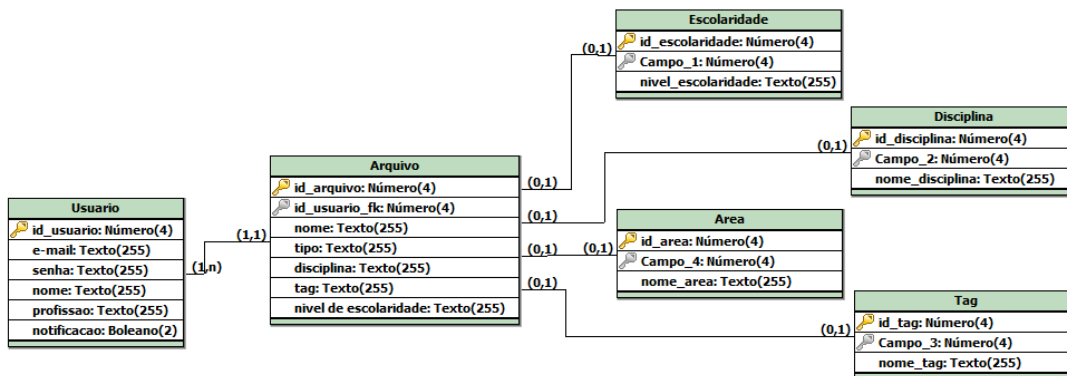 Usuario
id_usuario: Número(4)
e-mail: Texto(255)
senha: Texto(255)
nome: Texto(255)
profissao: Texto(255)
notificacao: Boleano(2)
(1,n)
(1,1)
Arquivo
id_arquivo: Número(4)
id_usuario_fk: Número(4)
nome: Texto(255)
tipo: Texto(255)
disciplina: Texto(255)
tag: Texto(255)
nivel de escolaridade: Texto(255)
(0,1)
(0,1)
(0,1)
(0,1)
(0,1)
Escolaridade
id_escolaridade: Número(4)
Campo_1: Número(4)
nivel_escolaridade: Texto(255)
(0,1)
Disciplina
id_disciplina: Número(4)
Campo_2: Número(4)
nome_disciplina: Texto(255)
(0,1)
Area
id_area: Número(4)
Campo_4: Número(4)
nome_area: Texto(255)
(0,1)
Tag
id_tag: Número(4)
Campo_3: Número(4)
nome_tag: Texto(255)